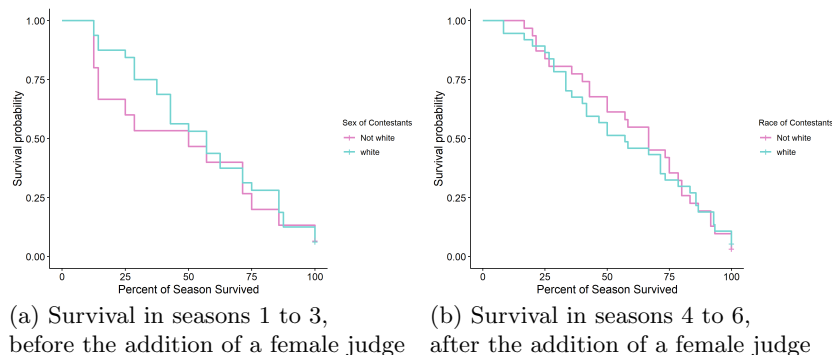 1.00
0.75
0.50
0.25
0.00
Survival probability
0 25 50 75 100
Percent of Season Survived
Sex of Contestants
Not white
white
1.00
0.75
0.50
0.25
0.00
Survival probability
0 25 50 75 100
Percent of Season Survived
Race of Contestants
Not white
white
(a) Survival in seasons 1 to 3,
before the addition of a female judge
(b) Survival in seasons 4 to 6,
after the addition of a female judge